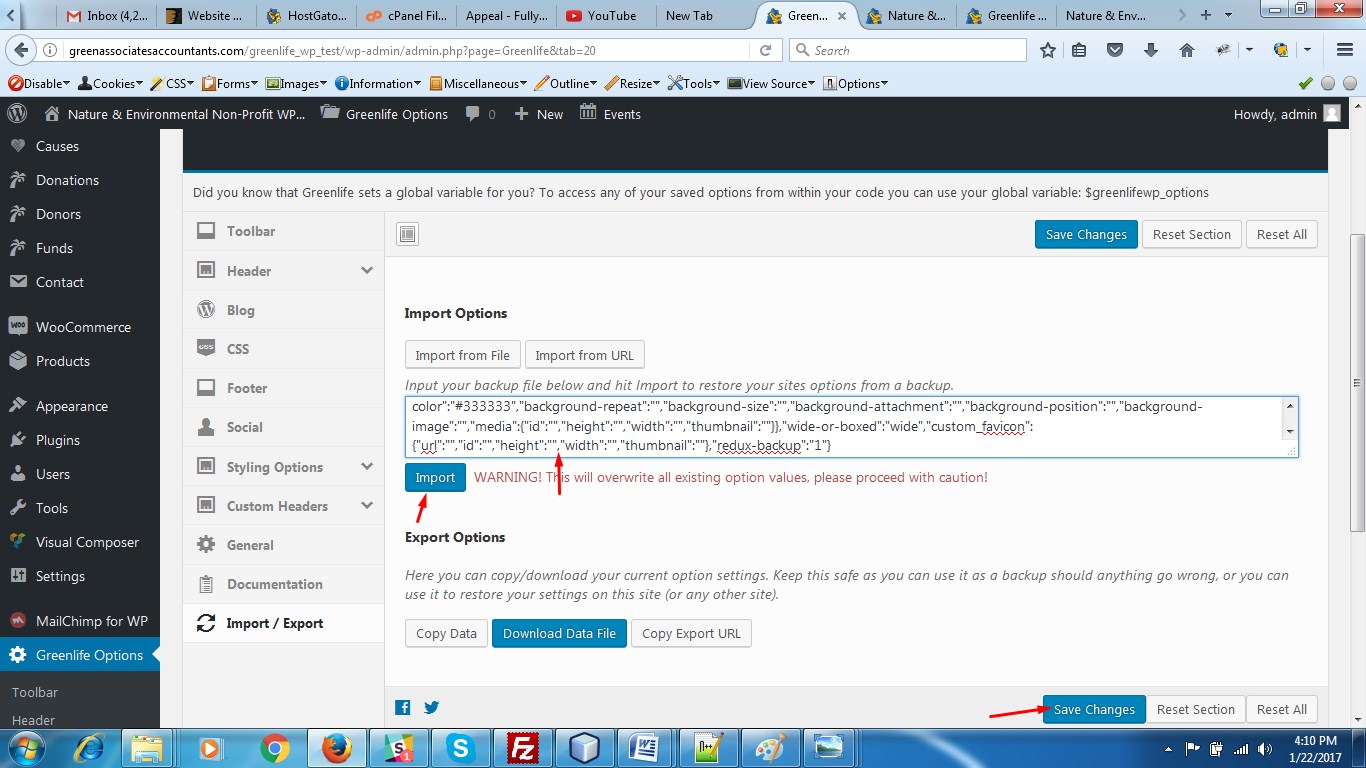 Inbox (4,2...
Website ...
HostGato...
cPanel Fil...
Appeal - Fully...
YouTube
New Tab
Green...
Nature &...
Greenlife ...
Nature & Env...
greenassociatesaccountants.com/greenlife_wp_test/wp-admin/admin.php?page=Greenlife&tab=20
Search
Disable
Cookies
CSS
Forms
Images
Information
Miscellaneous
Outline
Resize
Tools
View Source
Options
Nature & Environmental Non-Profit WP...
Greenlife Options
0
New
Events
Howdy, admin
Causes
Donations
Donors
Funds
Contact
WOO WooCommerce
Products
Appearance
Plugins
Users
Tools
Visual Composer
Settings
MailChimp for WP
Greenlife Options
Toolbar
Header
Did you know that Greenlife sets a global variable for you? To access any of your saved options from within your code you can use your global variable: $greenlifewp_options
Toolbar
Header
Blog
CSS CSS
Footer
Social
Styling Options
Custom Headers
General
Documentation
Import / Export
Save Changes
Reset Section
Reset All
Import Options
Import from File
Import from URL
Input your backup file below and hit Import to restore your sites options from a backup.
color":"#333333","background-repeat":"","background-size":"","background-attachment":"","background-position":"","background-
image":"","media":{"id":"","height":"","width":"","thumbnail":""}},"wide-or-boxed":"wide","custom_favicon":
{"url":"","id":"","height":"","width":"","thumbnail":""},"redux-backup":"1"}
Import
WARNING! This will overwrite all existing option values, please proceed with caution!
Export Options
Here you can copy/download your current option settings. Keep this safe as you can use it as a backup should anything go wrong, or you can
use it to restore your settings on this site (or any other site).
Copy Data
Download Data File
Copy Export URL
Save Changes
Reset Section
Reset All
4:10 PM
1/22/2017